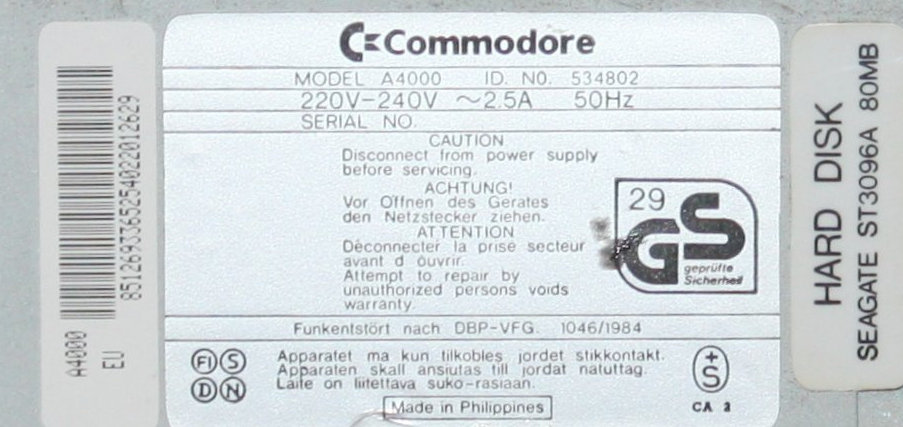 A4000
EU
851269336525402201​2629
Commodore
MODEL A4000 ID. NO. 534802
220V-240V ~2.5A 50Hz
SERIAL NO.
CAUTION
Disconnect from power supply
before servicing.
ACHTUNG!
Vor Offnen des Gerates
den Netzstecker ziehen.
ATTENTION
Déconnecter la prise secteur
avant d ouvrir.
Attempt to repair by
unauthorized persons voids
warranty.
29
GS
geprüfte
Sicherheit
Funkentstört nach DBP-VFG. 1046/1984
FI S
D N
Apparatet ma kun tilkobles jordet stikkontakt.
Apparaten skall ansiutas till jordat natuttag.
Laite on liitettava suko-rasiaan.
Made in Philippines
+S
CA 2
HARD DISK
SEAGATE ST3096A 80MB